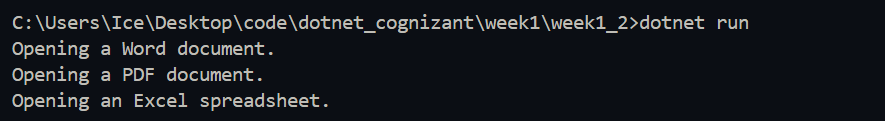 C:\Users\Ice\Desktop\code\dotnet_cognizant\week1\week1_2>dotnet run
Opening a Word document.
Opening a PDF document.
Opening an Excel spreadsheet.